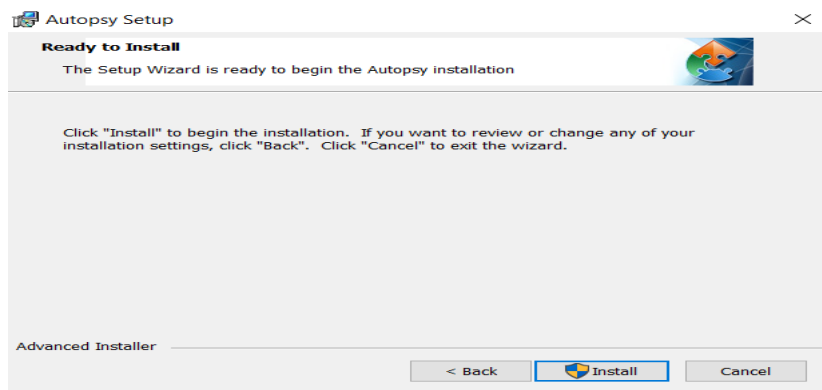 Autopsy Setup
Ready to Install
The Setup Wizard is ready to begin the Autopsy installation
Click "Install" to begin the installation.  If you want to review or change any of your
installation settings, click "Back".  Click "Cancel" to exit the wizard.
Advanced Installer
< Back Install Cancel